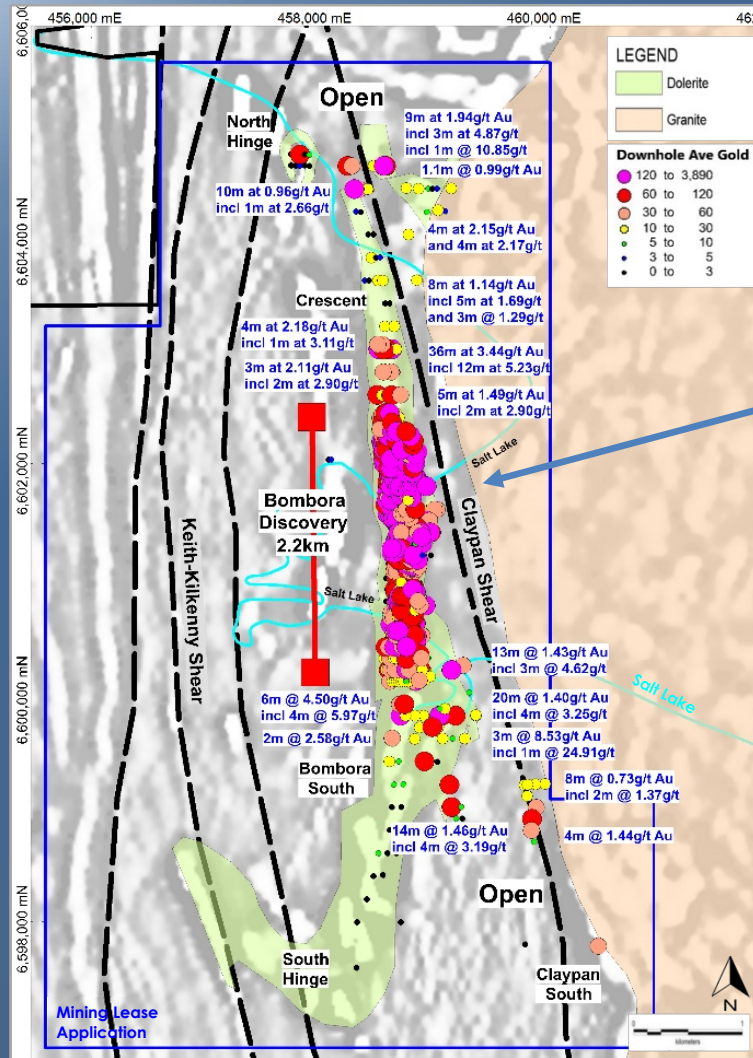 456,000 mE
458,000 mE
460,000 mE
6,606,
6,604,000 mN
6,602,000 mN
6,600,000 mN
6,598,000 mN
LEGEND
Dolerite
Granite
Downhole Ave Gold
120 to 3,890
60 to 120
30 to 60
10 to 30
5 to 10
3 to 5
0 to 3
Open
North
Hinge
9m at 1.94g/t Au
incl 3m at 4.87g/t
incl 1m @ 10.85g/t
1.1m @ 0.99g/t Au
10m at 0.96g/t Au
incl 1m at 2.66g/t
4m at 2.15g/t Au
and 4m at 2.17g/t
8m at 1.14g/t Au
incl 5m at 1.69g/t
and 3m @ 1.29g/t
Crescent
4m at 2.18g/t Au
incl 1m at 3.11g/t
36m at 3.44g/t Au
incl 12m at 5.23g/t
3m at 2.11g/t Au
incl 2m at 2.90g/t
5m at 1.49g/t Au
incl 2m at 2.90g/t
Salt Lake
Bombora
Discovery
2.2km
Keith-Kilkenny Shear
Claypan Shear
Salt Lake
13m @ 1.43g/t Au
incl 3m @ 4.62g/t
6m @ 4.50g/t Au
incl 4m @ 5.97g/t
20m @ 1.40g/t Au
incl 4m @ 3.25g/t
Salt Lake
2m @ 2.58g/t Au
3m @ 8.53g/t Au
incl 1m @ 24.91g/t
Bombora
South
8m @ 0.73g/t Au
incl 2m @ 1.37g/t
14m @ 1.46g/t Au
incl 4m @ 3.19g/t
4m @ 1.44g/t Au
Open
South
Hinge
Claypan
South
N
Mining Lease
Application
0
1
kilometers